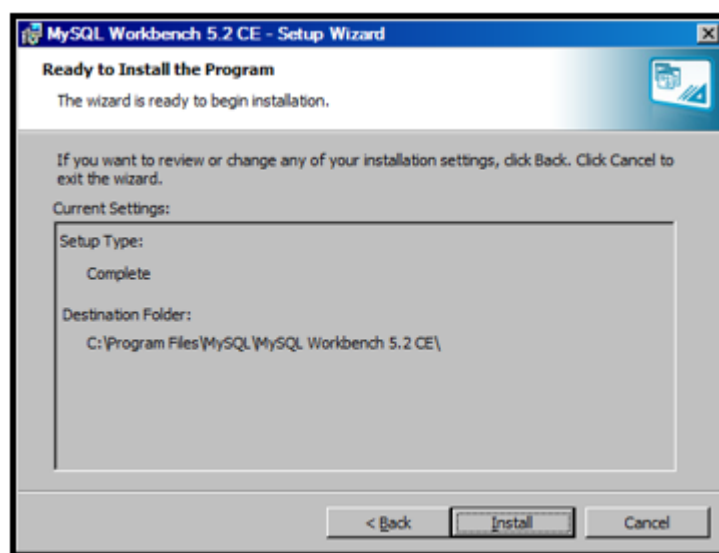 MySQL Workbench 5.2 CE - Setup Wizard
Ready to Install the Program
The wizard is ready to begin installation.
If you want to review or change any of your installation settings, click Back. Click Cancel to
exit the wizard.
Current Settings:
Setup Type:
Complete
Destination Folder:
C:\Program Files\MySQL\MySQL Workbench 5.2 CE\
< Back
Install
Cancel